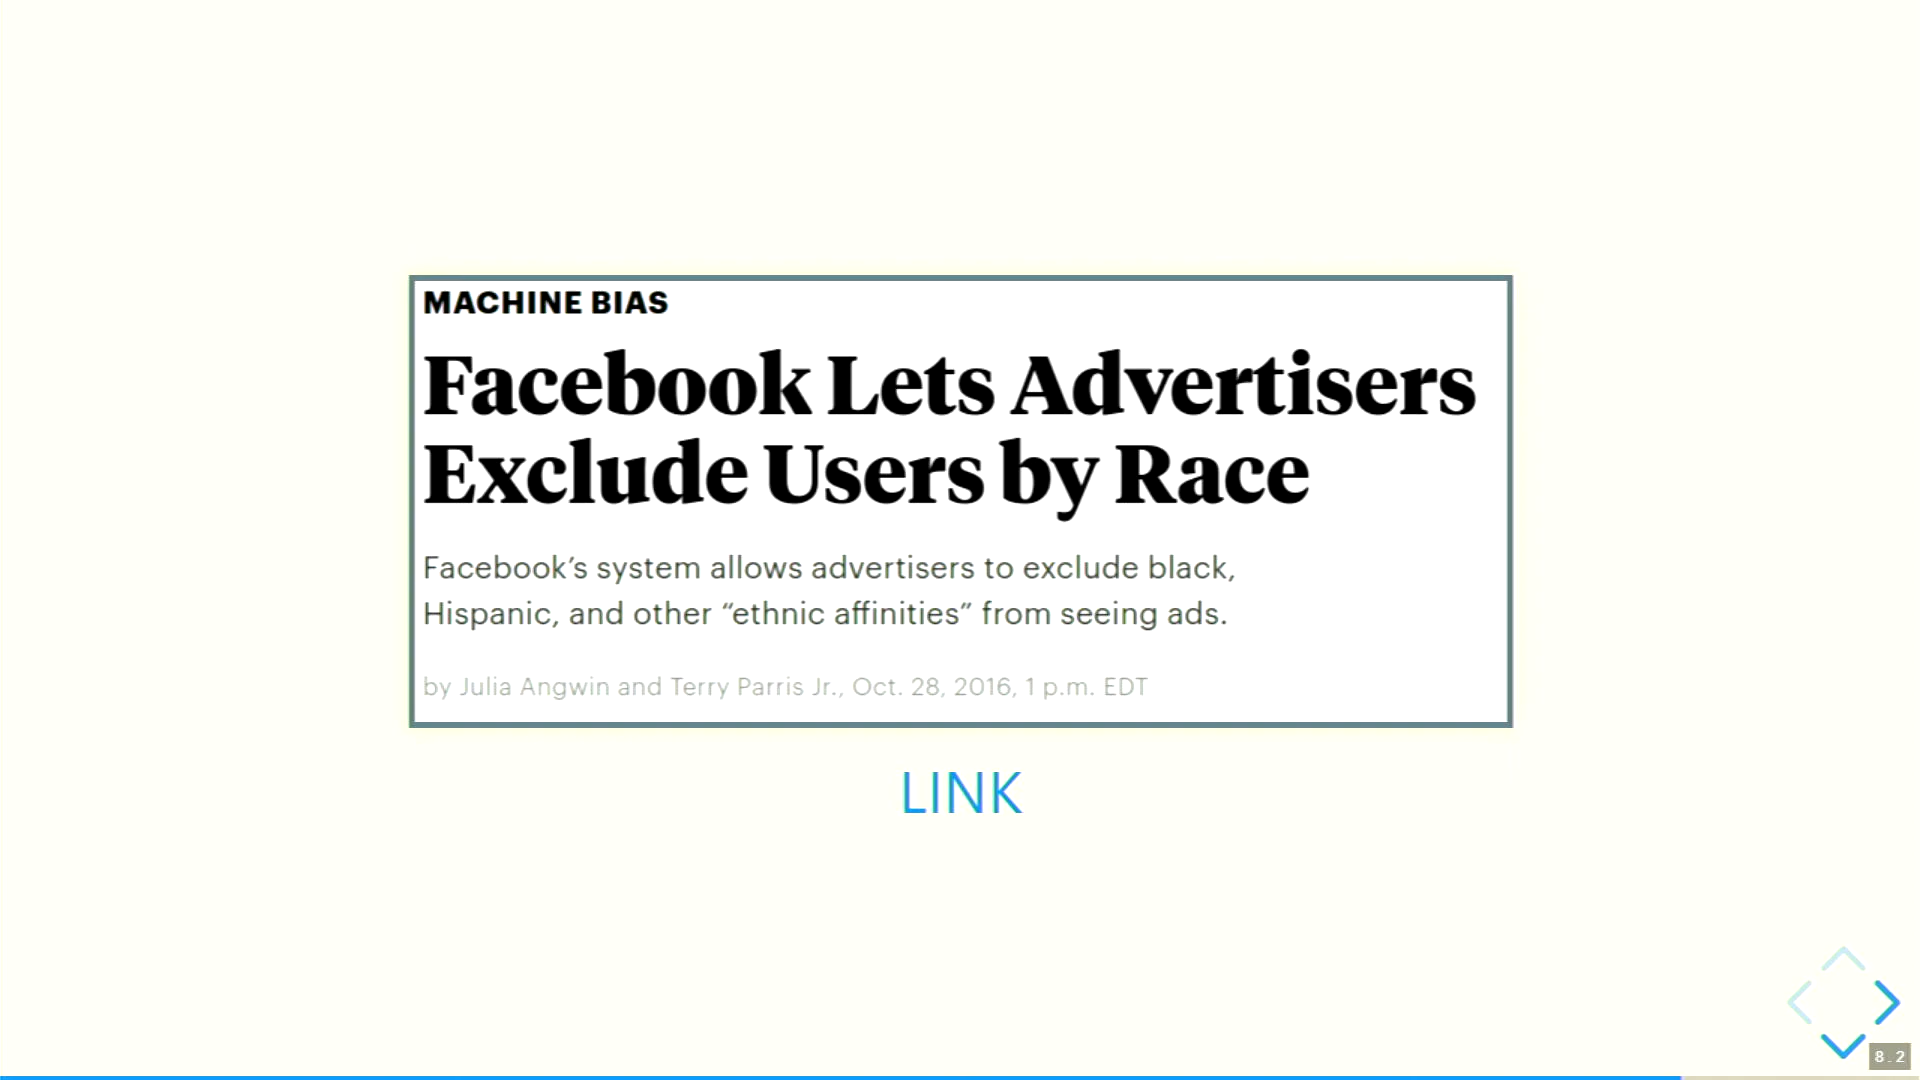 MACHINE BIAS
Facebook Lets Advertisers
Exclude Users by Race
Facebook’s system allows advertisers to exclude black,
Hispanic, and other “ethnic affinities” from seeing ads.
by Julia Angwin and Terry Parris Jr., Oct. 28, 2016, 1 p.m. EDT
LINK
8.2